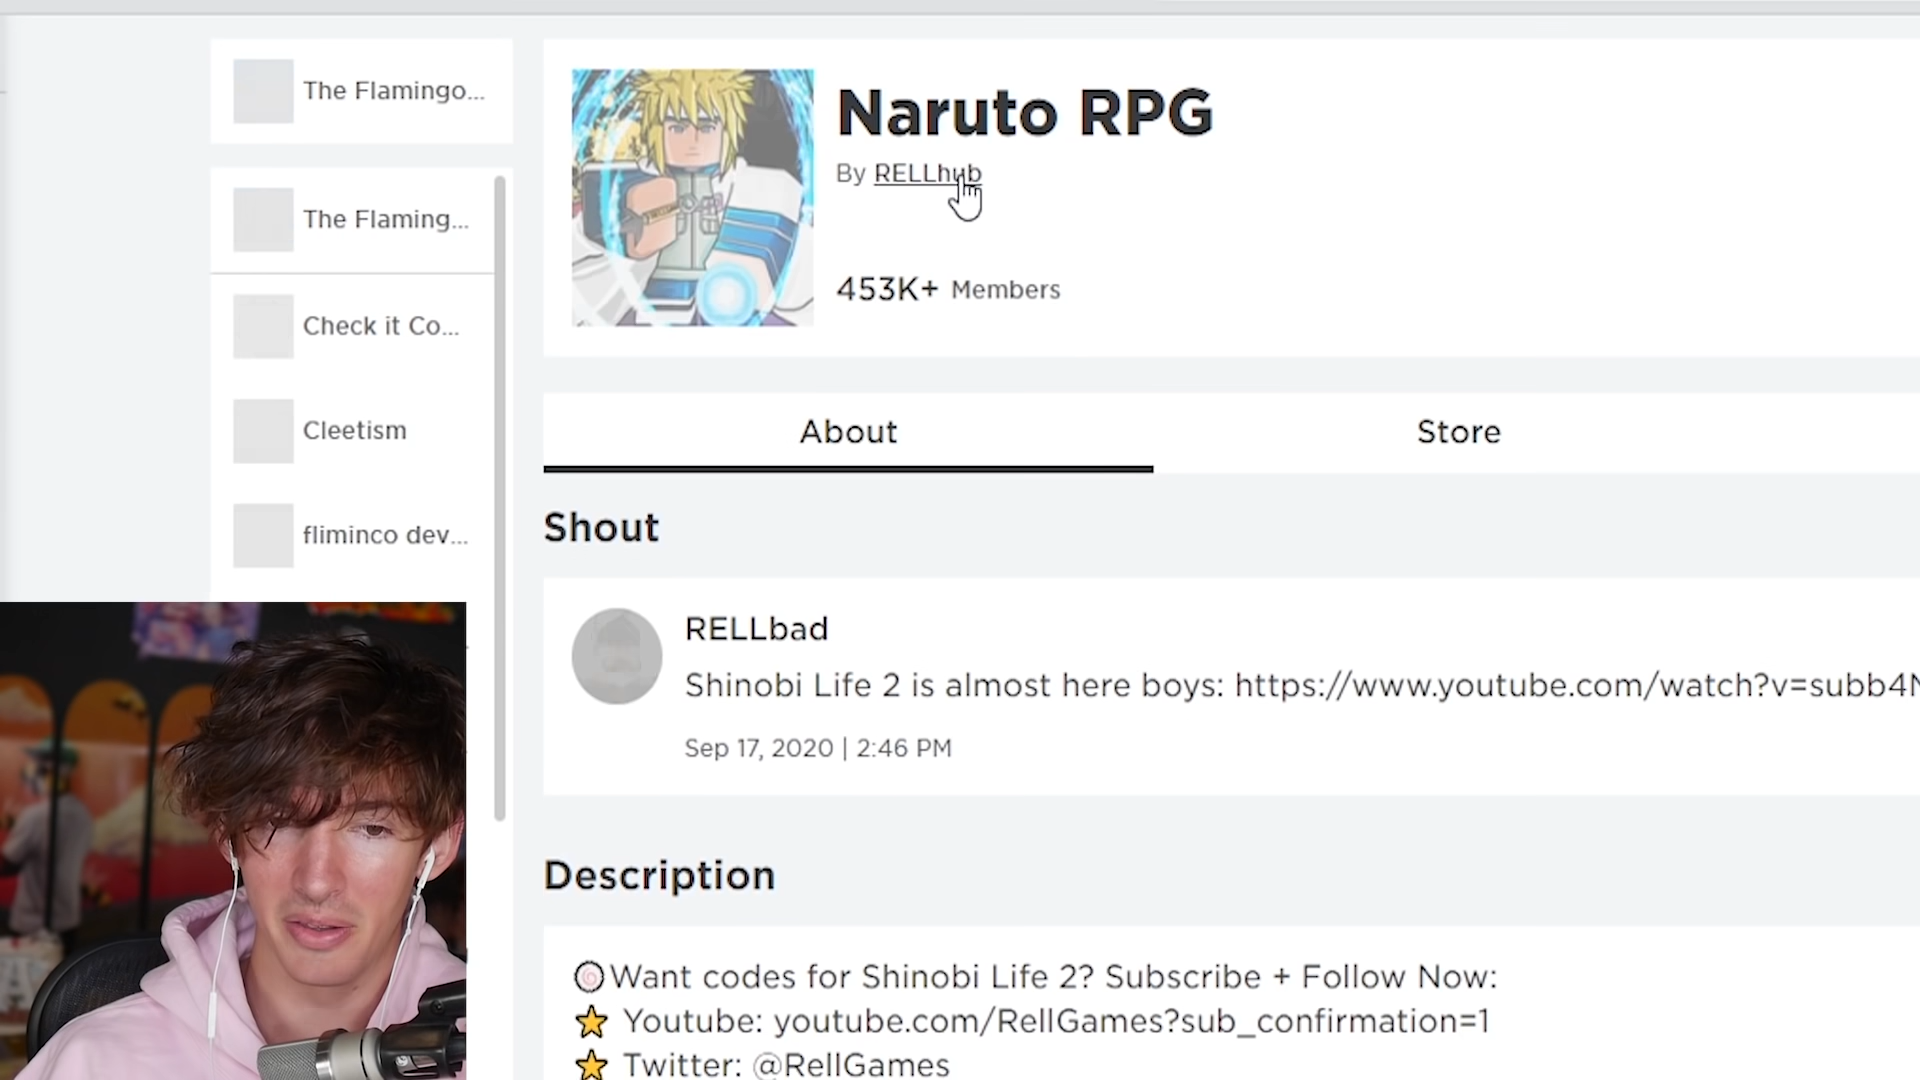 The Flamingo...
The Flaming...
Check it Co...
Cleetism
fliminco dev...
Naruto RPG
By RELLhub
453K+ Members
About
Store
Shout
RELLbad
Shinobi Life 2 is almost here boys: https://www.youtube.com/watch?v=subb4N
Sep 17, 2020 | 2:46 PM
Description
Want codes for Shinobi Life 2? Subscribe + Follow Now:
Youtube: youtube.com/RellGames?sub_confirmation=1
Twitter: @RellGames